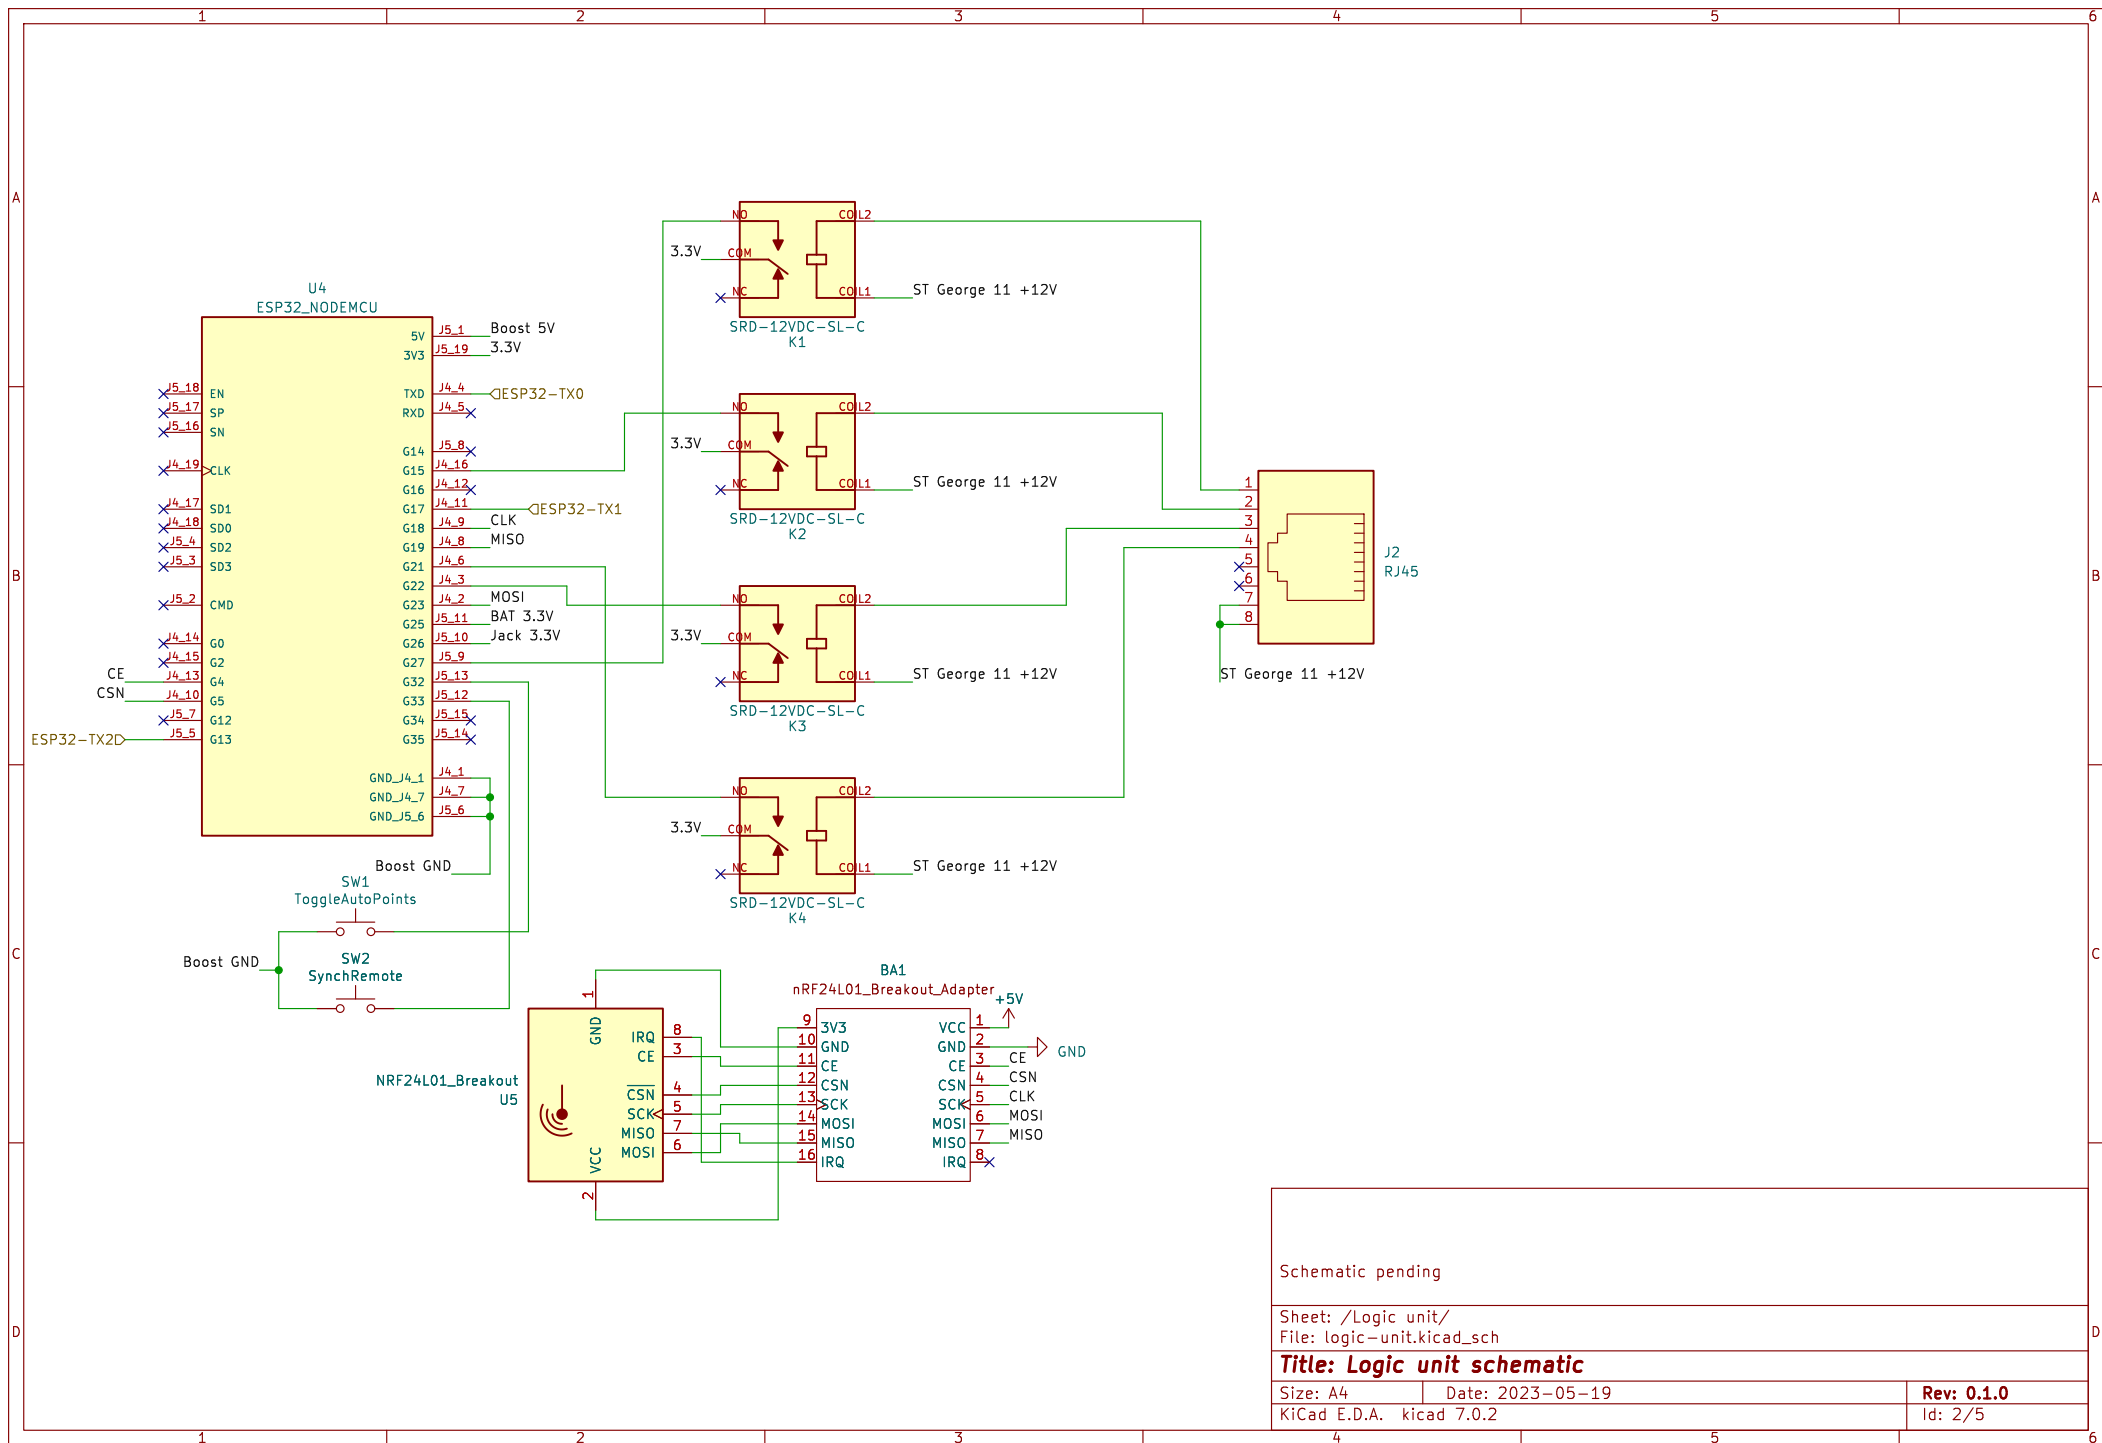 1 2 3 4 5 6
A A
B B
C C
D D
U4
ESP32_NODEMCU
5V J5_1 Boost 5V
3V3 J5_19 3.3V
J5_18 EN
TXD J4_4 ESP32-TX0
J5_17 SP
RXD J4_5
J5_16 SN
G14 J5_8
J4_19 CLK
G15 J4_16
G16 J4_12
J4_17 SD1
G17 J4_11 ESP32-TX1
J4_18 SD0
G18 J4_9 CLK
J5_4 SD2
G19 J4_8 MISO
J5_3 SD3
G21 J4_6
G22 J4_3
J5_2 CMD
G23 J4_2 MOSI
G25 J5_11 BAT 3.3V
J4_14 G0
G26 J5_10 Jack 3.3V
J4_15 G2
G27 J5_9
CE J4_13 G4
G32 J5_13
CSN J4_10 G5
G33 J5_12
J5_7 G12
G34 J5_15
ESP32-TX2 J5_5 G13
G35 J5_14
GND_J4_1 J4_1
GND_J4_7 J4_7
GND_J5_6 J5_6
Boost GND
SW1
ToggleAutoPoints
Boost GND
SW2
SynchRemote
NO COIL2
3.3V COM
NC COIL1 ST George 11 +12V
SRD-12VDC-SL-C
K1
NO COIL2
3.3V COM
NC COIL1 ST George 11 +12V
SRD-12VDC-SL-C
K2
NO COIL2
3.3V COM
NC COIL1 ST George 11 +12V
SRD-12VDC-SL-C
K3
NO COIL2
3.3V COM
NC COIL1 ST George 11 +12V
SRD-12VDC-SL-C
K4
1
2
3
4
5
6
7
8
J2
RJ45
ST George 11 +12V
NRF24L01_Breakout
U5
1
GND
IRQ 8
CE 3
CSN 4
SCK 5
MISO 7
MOSI 6
VCC
2
BA1
nRF24L01_Breakout_Adapter
9 3V3 VCC 1 +5V
10 GND GND 2 GND
11 CE CE 3 CE
12 CSN CSN 4 CSN
13 SCK SCK 5 CLK
14 MOSI MOSI 6 MOSI
15 MISO MISO 7 MISO
16 IRQ IRQ 8
Schematic pending
Sheet: /Logic unit/
File: logic-unit.kicad_sch
Title: Logic unit schematic
Size: A4 Date: 2023-05-19 Rev: 0.1.0
KiCad E.D.A. kicad 7.0.2 Id: 2/5
1 2 3 4 5 6